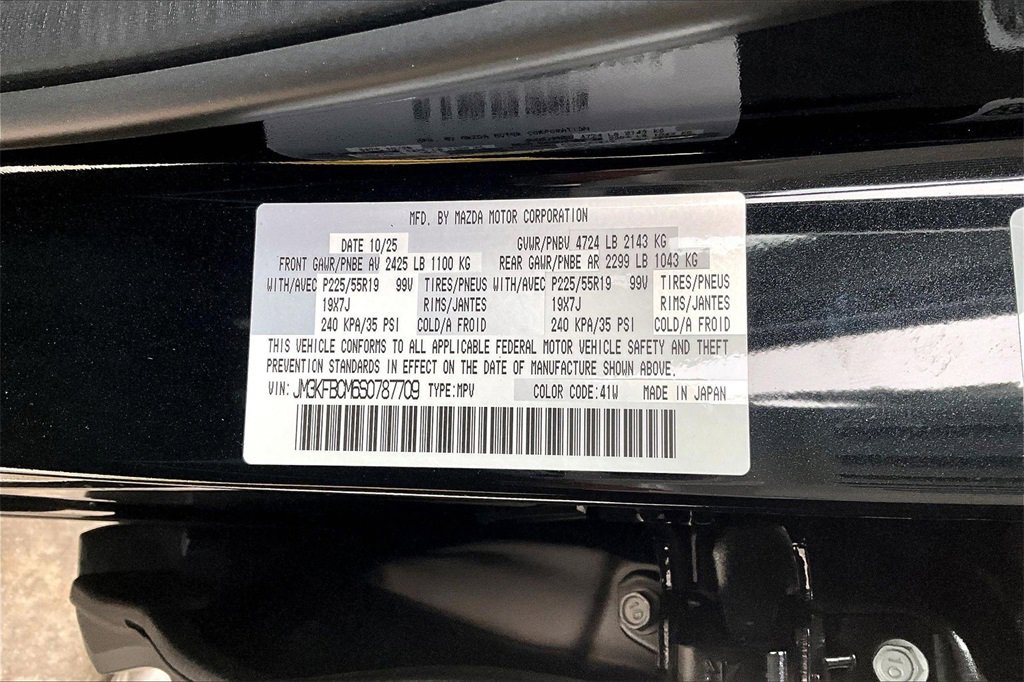 MFD. BY MAZDA MOTOR CORPORATION
DATE 10/25 GVWR/PNBV 4724 LB 2143 KG
FRONT GAWR/PNBE AV 2425 LB 1100 KG REAR GAWR/PNBE AR 2299 LB 1043 KG
WITH/AVEC P225/55R19 99V TIRES/PNEUS WITH/AVEC P225/55R19 99V TIRES/PNEUS
19X7J RIMS/JANTES 19X7J RIMS/JANTES
240 KPA/35 PSI COLD/A FROID 240 KPA/35 PSI COLD/A FROID
THIS VEHICLE CONFORMS TO ALL APPLICABLE FEDERAL MOTOR VEHICLE SAFETY AND THEFT
PREVENTION STANDARDS IN EFFECT ON THE DATE OF MANUFACTURE SHOWN ABOVE.
VIN: JM3KFBCM6S0787709 TYPE:MPV COLOR CODE:41W MADE IN JAPAN
10